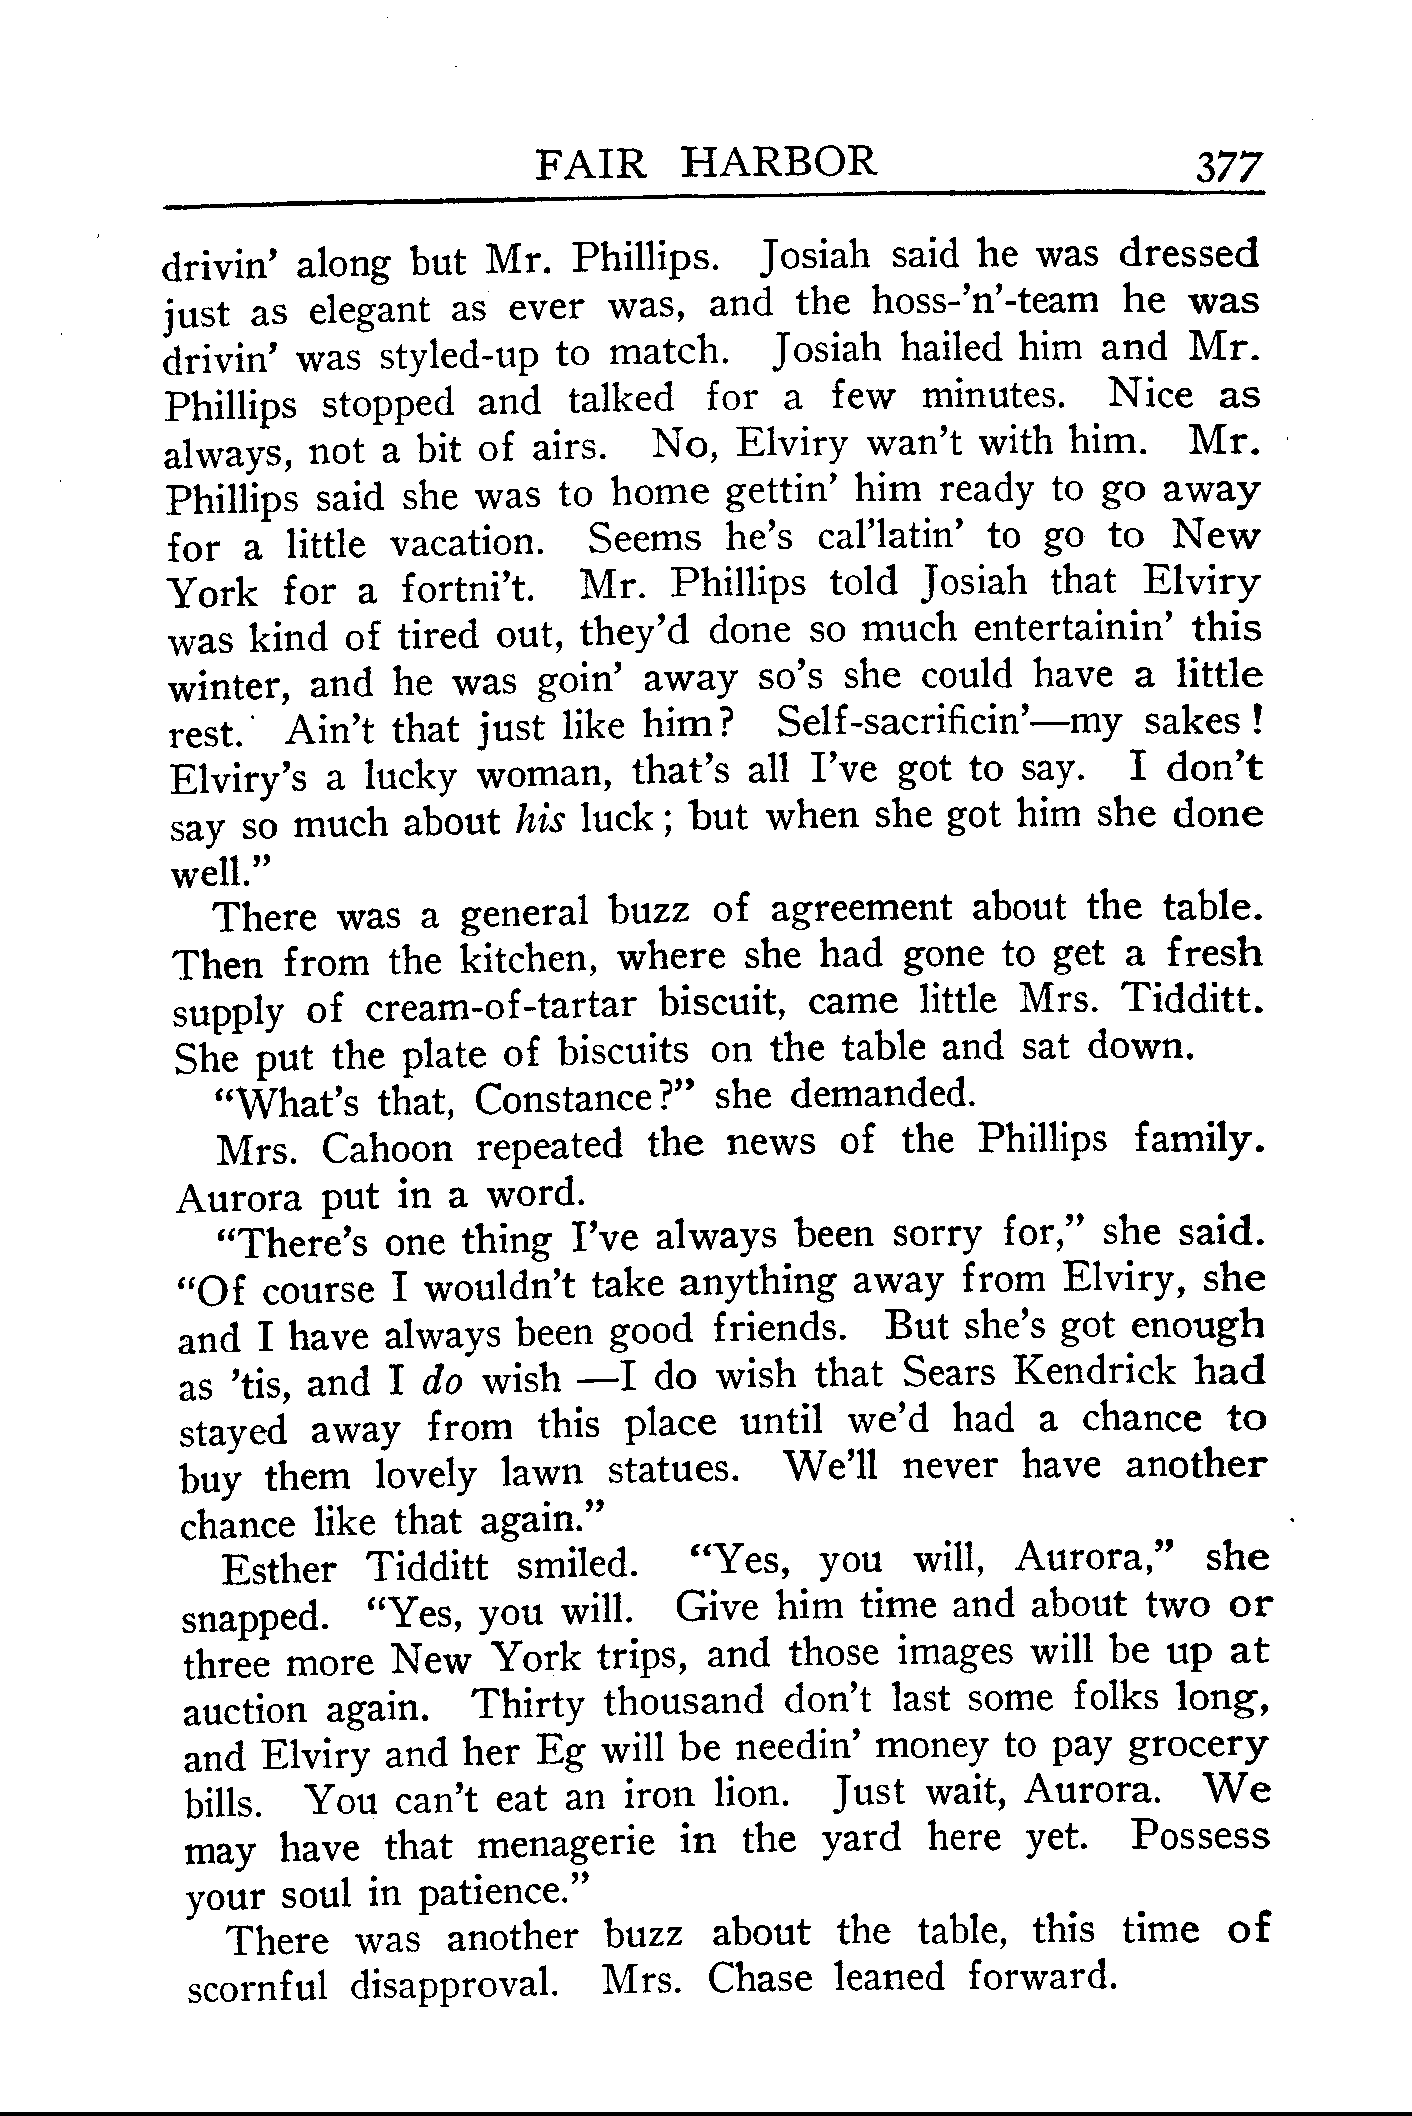 FAIR HARBOR 377
drivin’ along but Mr. Phillips. Josiah said he was dressed
just as elegant as ever was, and the hoss-’n’-team he was
drivin’ was styled-up to match. Josiah hailed him and Mr.
Phillips stopped and talked for a few minutes. Nice as
always, not a bit of airs. No, Elviry wan’t with him. Mr.
Phillips said she was to home gettin’ him ready to go away
for a little vacation. Seems he’s cal’latin’ to go to New
York for a fortni’t. Mr. Phillips told Josiah that Elviry
was kind of tired out, they’d done so much entertainin’ this
winter, and he was goin’ away so’s she could have a little
rest. Ain’t that just like him? Self-sacrificin’—my sakes!
Elviry’s a lucky woman, that’s all I’ve got to say. I don’t
say so much about his luck; but when she got him she done
well.”
There was a general buzz of agreement about the table.
Then from the kitchen, where she had gone to get a fresh
supply of cream-of-tartar biscuit, came little Mrs. Tidditt.
She put the plate of biscuits on the table and sat down.
“What’s that, Constance?” she demanded.
Mrs. Cahoon repeated the news of the Phillips family.
Aurora put in a word.
“There’s one thing I’ve always been sorry for,” she said.
“Of course I wouldn’t take anything away from Elviry, she
and I have always been good friends. But she’s got enough
as ’tis, and I do wish —I do wish that Sears Kendrick had
stayed away from this place until we’d had a chance to
buy them lovely lawn statues. We’ll never have another
chance like that again.”
Esther Tidditt smiled. “Yes, you will, Aurora,” she
snapped. “Yes, you will. Give him time and about two or
three more New York trips, and those images will be up at
auction again. Thirty thousand don’t last some folks long,
and Elviry and her Eg will be needin’ money to pay grocery
bills. You can’t eat an iron lion. Just wait, Aurora. We
may have that menagerie in the yard here yet. Possess
your soul in patience.”
There was another buzz about the table, this time of
scornful disapproval. Mrs. Chase leaned forward.